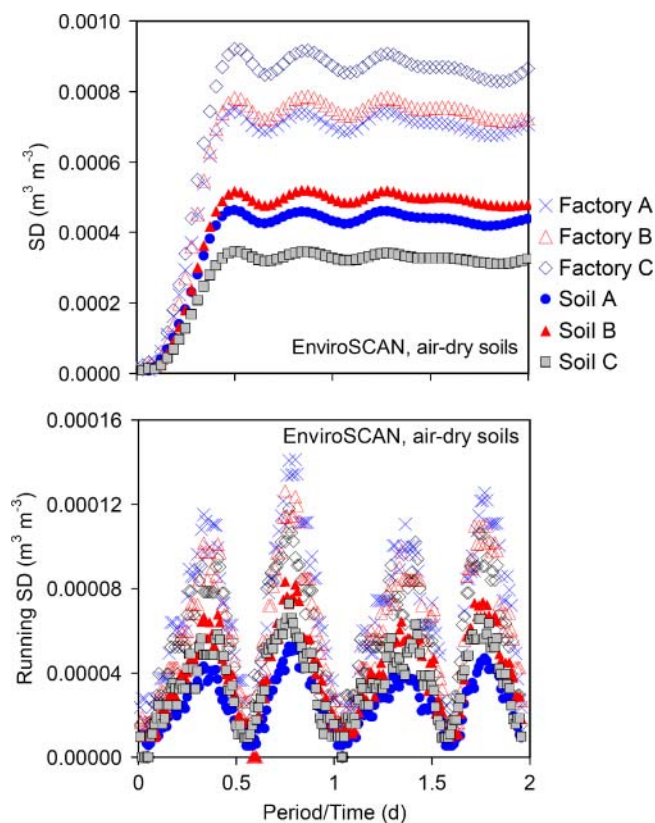 0.0010
0.0008
0.0006
0.0004
0.0002
0.0000
SD (m³ m⁻³)
EnviroSCAN, air-dry soils
Factory A
Factory B
Factory C
Soil A
Soil B
Soil C
0.00016
0.00012
0.00008
0.00004
0.00000
Running SD (m³ m⁻³)
EnviroSCAN, air-dry soils
0 0.5 1 1.5 2
Period/Time (d)